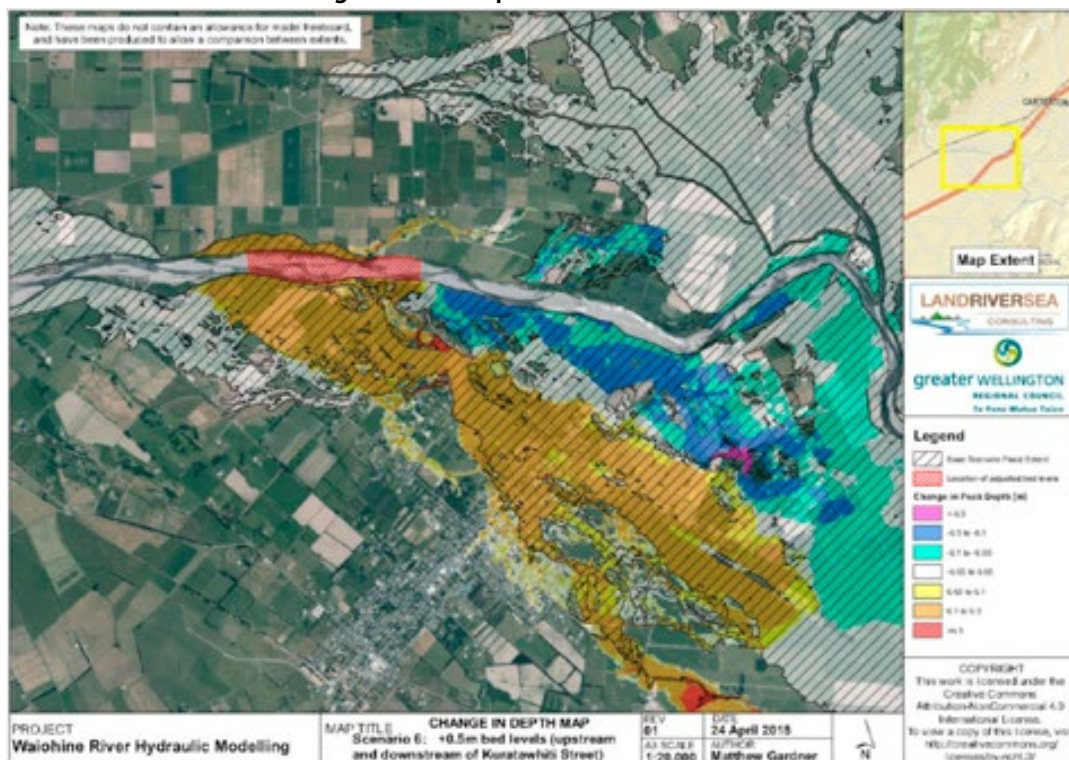 Note: These maps do not contain an allowance for model freeboard,
and have been produced to allow a comparison between extents.
Map Extent
LANDRIVERSEA
CONSULTING
greater WELLINGTON
REGIONAL COUNCIL
Te Pane Matua Taiao
Legend
Base Scenario Flood Extent
Location of adjusted bed levels
Change in Peak Depth (m)
COPYRIGHT
This work is licensed under the
Creative Commons
Attribution-NonCommercial 4.0
International License.
To view a copy of this license, visit
http://creativecommons.org/
PROJECT
Waiohine River Hydraulic Modelling
MAP TITLE
CHANGE IN DEPTH MAP
Scenario 6: +0.5m bed levels (upstream
and downstream of Kuratawhiti Street)
REV
01
A3 SCALE
1:20,000
DATE
24 April 2015
AUTHOR
Matthew Gardner
N